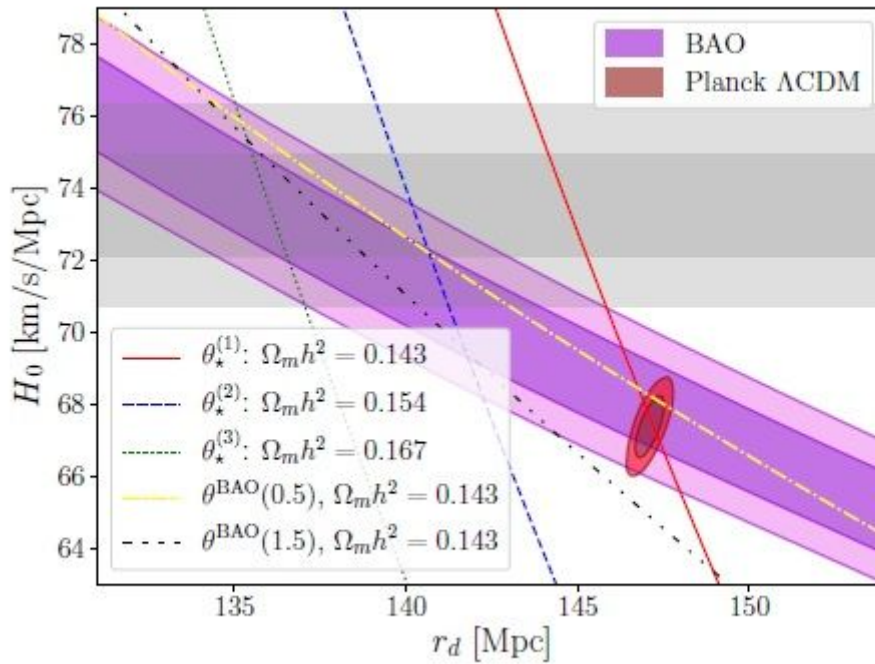 78
76
74
72
70
68
66
64
H₀ [km/s/Mpc]
BAO
Planck ΛCDM
θ⋆⁽¹⁾: Ωₘh² = 0.143
θ⋆⁽²⁾: Ωₘh² = 0.154
θ⋆⁽³⁾: Ωₘh² = 0.167
θᴮᴬᴼ(0.5), Ωₘh² = 0.143
θᴮᴬᴼ(1.5), Ωₘh² = 0.143
135 140 145 150
r_d [Mpc]